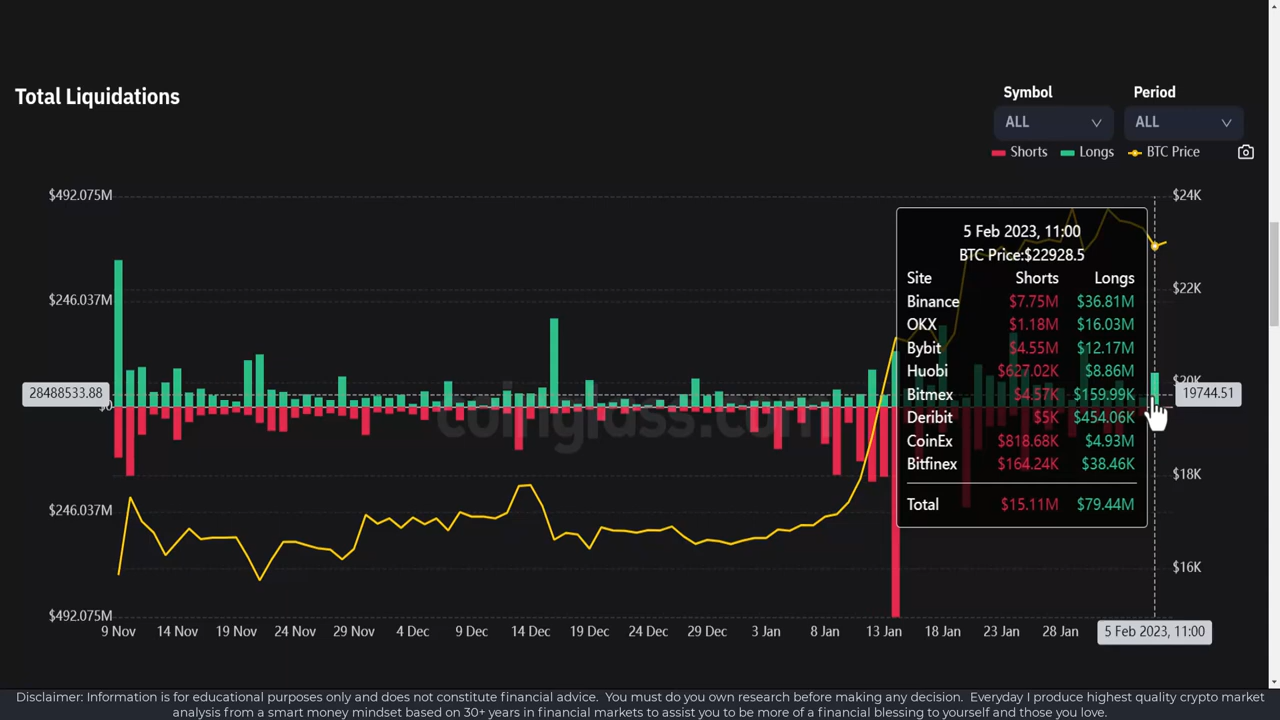 Total Liquidations
Symbol Period
ALL ALL
Shorts Longs BTC Price
$492.075M $24K
5 Feb 2023, 11:00
BTC Price:$22928.5
Site Shorts Longs
Binance $7.75M $36.81M
OKX $1.18M $16.03M
Bybit $4.55M $12.17M
Huobi $627.02K $8.86M
Bitmex $4.57K $159.99K
Deribit $5K $454.06K
CoinEx $818.68K $4.93M
Bitfinex $164.24K $38.46K
Total $15.11M $79.44M
$246.037M $22K
28488533.88 $0 $20K 19744.51
coinglass.com
$18K
$246.037M
$16K
$492.075M
9 Nov 14 Nov 19 Nov 24 Nov 29 Nov 4 Dec 9 Dec 14 Dec 19 Dec 24 Dec 29 Dec 3 Jan 8 Jan 13 Jan 18 Jan 23 Jan 28 Jan 5 Feb 2023, 11:00
Disclaimer: Information is for educational purposes only and does not constitute financial advice. You must do you own research before making any decision. Everyday I produce highest quality crypto market
analysis from a smart money mindset based on 30+ years in financial markets to assist you to be more of a financial blessing to yourself and those you love.